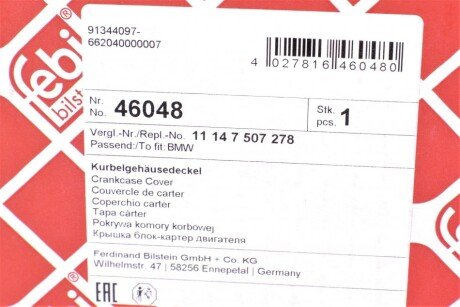 91344097-
662040000007
4 027816 460480
febi
bilstein
Nr.
No. 46048
Stk.
pcs. 1
Vergl.-Nr./Repl.-No. 11 14 7 507 278
Passend:/To fit: BMW
Kurbelgehäusedeckel
Crankcase Cover
Couvercle de carter
Coperchio carter
Tapa cárter
Pokrywa komory korbowej
Крышка блок-картер двигателя
Ferdinand Bilstein GmbH + Co. KG
Wilhelmstr. 47 | 58256 Ennepetal | Germany
EAC